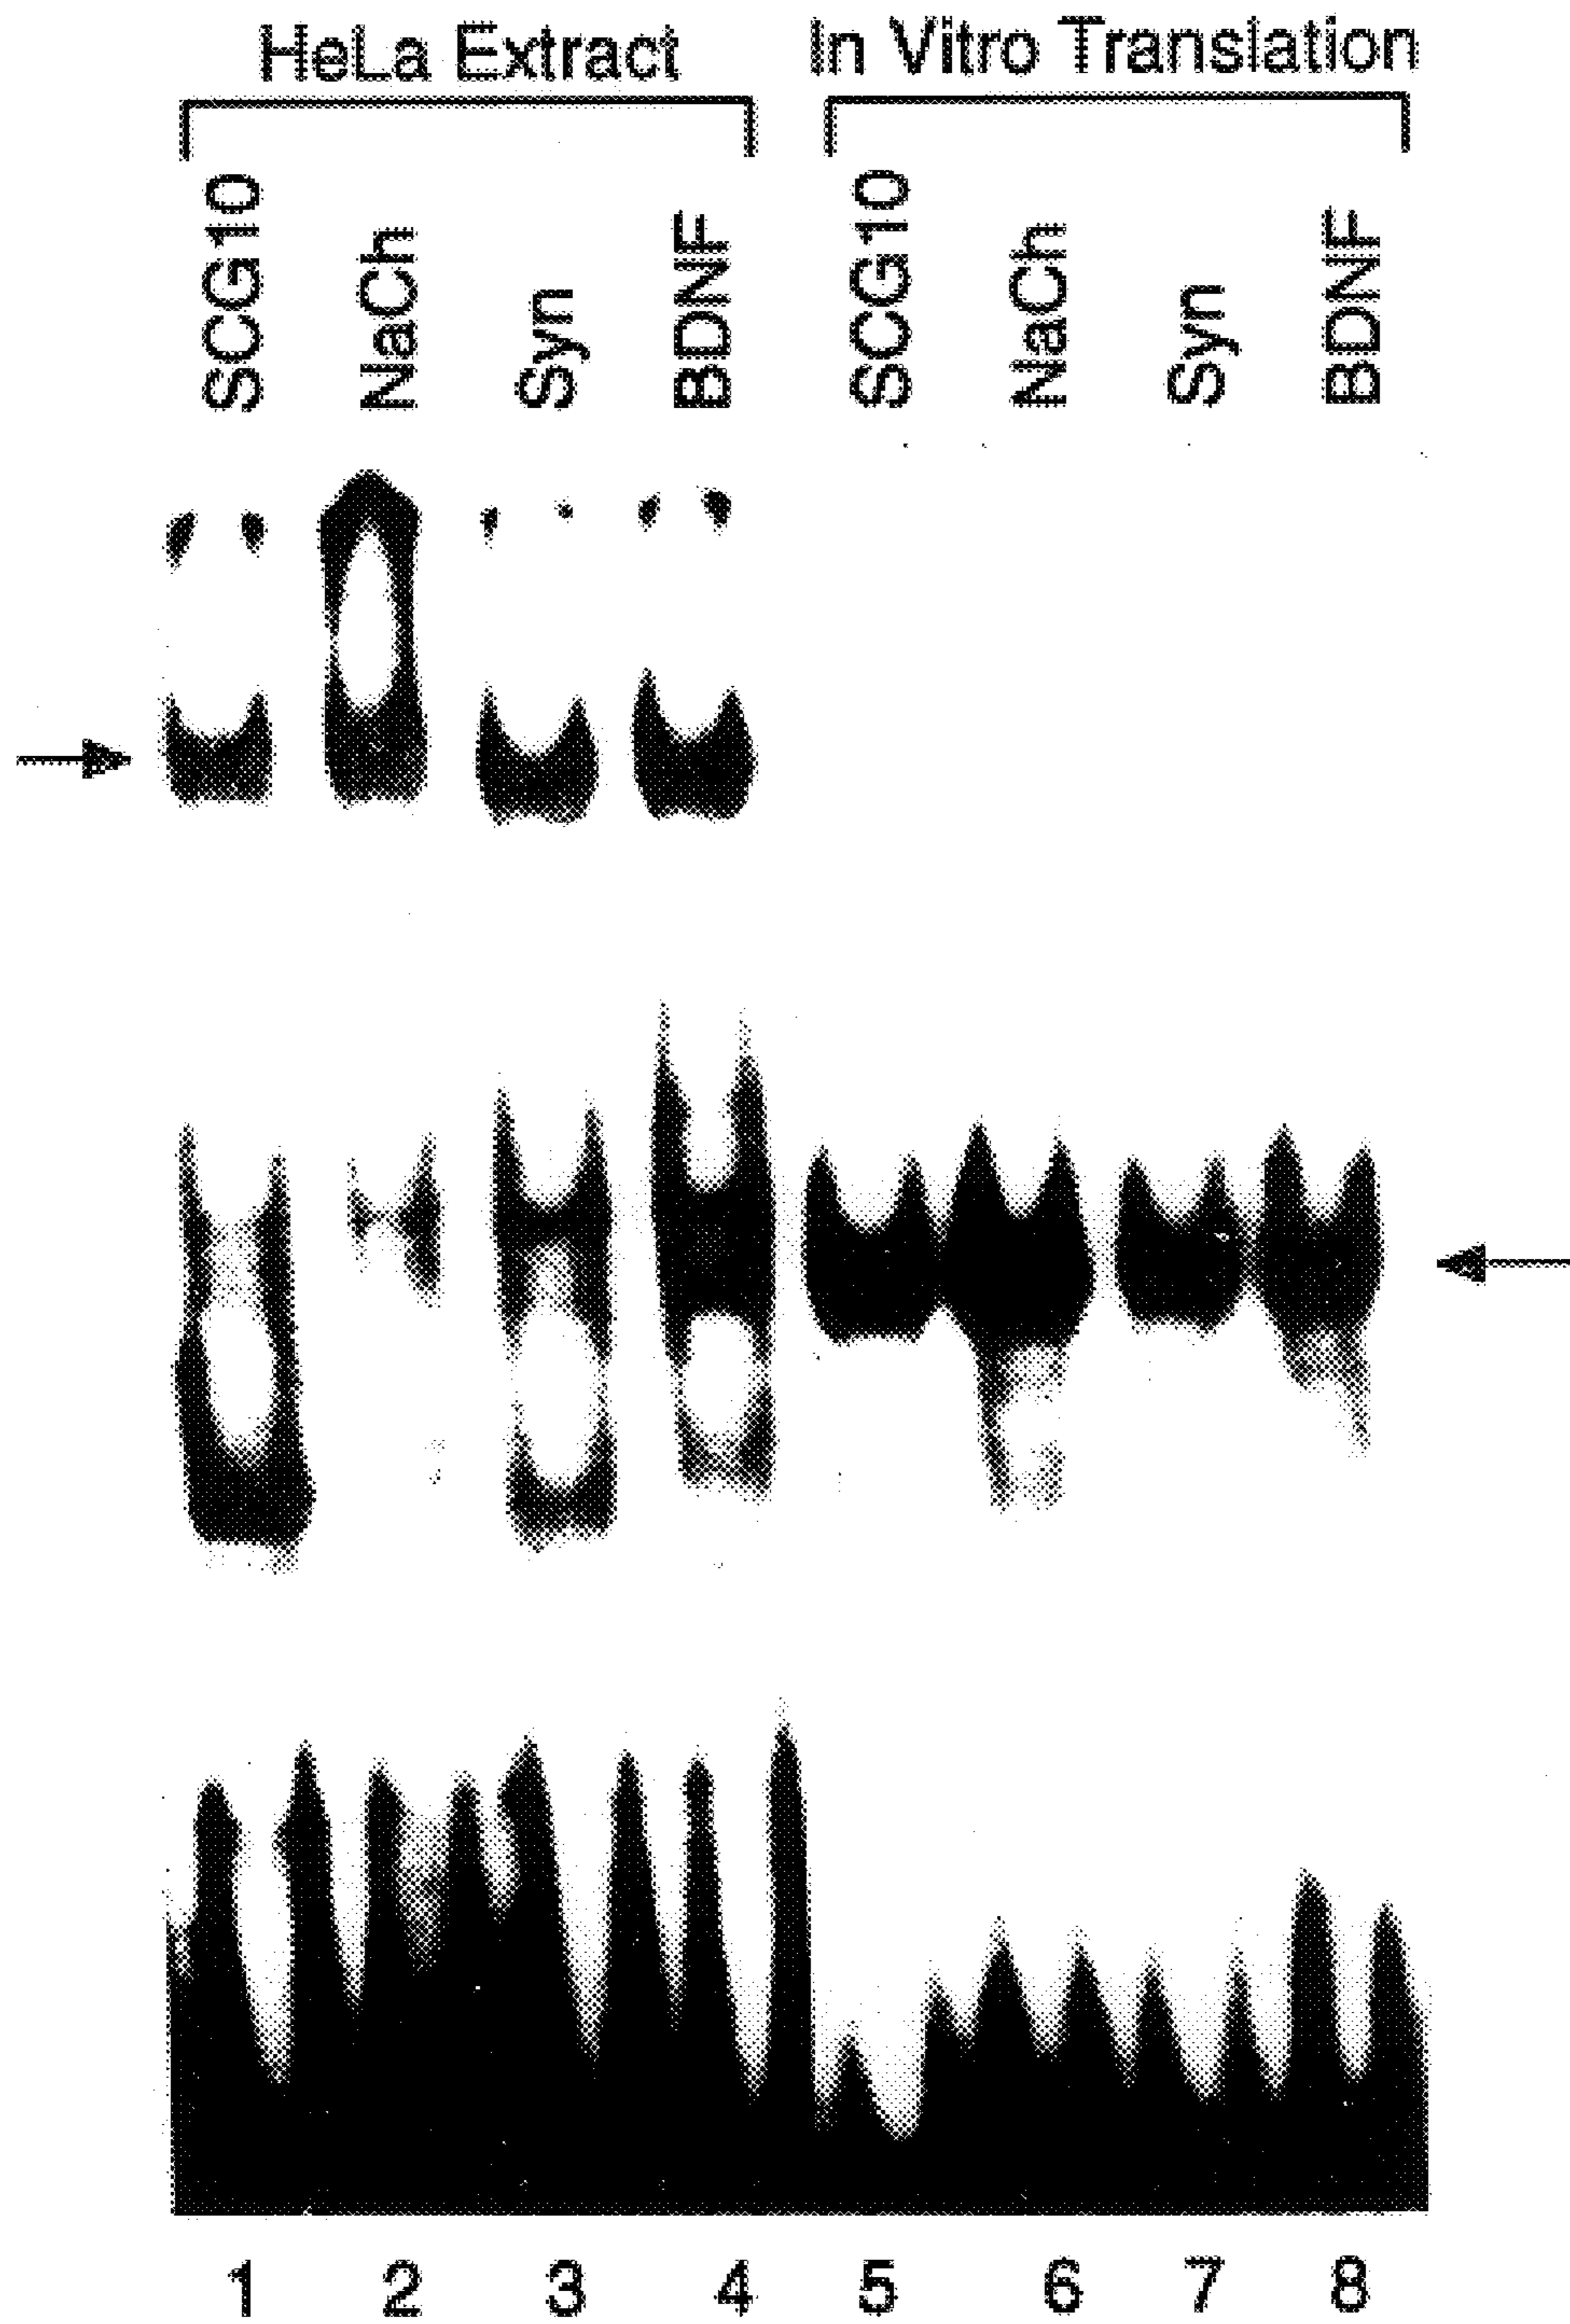 HeLa Extract In Vitro Translation
SCG10 NaCh Syn BDNF SCG10 NaCh Syn BDNF
1 2 3 4 5 6 7 8